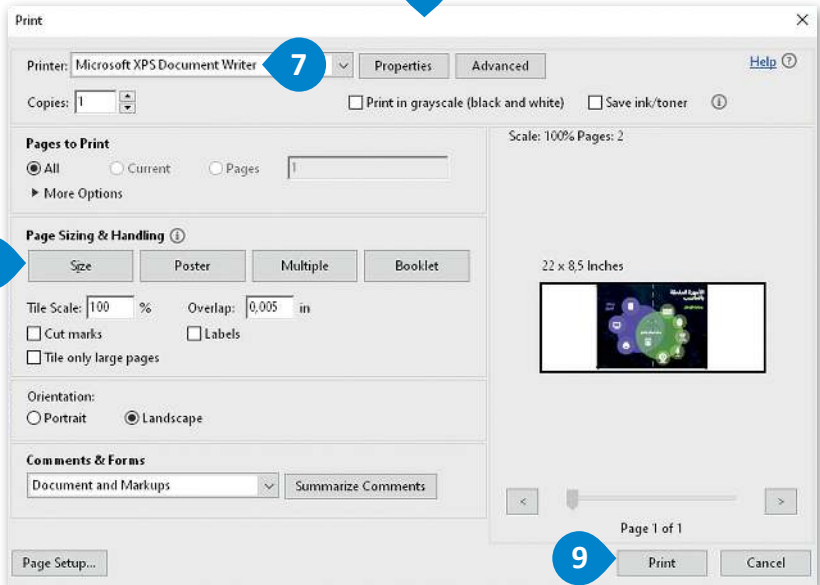 Print
Printer: Microsoft XPS Document Writer 7 Properties Advanced Help
Copies: 1 Print in grayscale (black and white) Save ink/toner
Pages to Print
All Current Pages 1
More Options
Scale: 100% Pages: 2
Page Sizing & Handling
Size Poster Multiple Booklet
22 x 8,5 Inches
Tile Scale: 100 % Overlap: 0,005 in
Cut marks Labels
Tile only large pages
Orientation:
Portrait Landscape
Comments & Forms
Document and Markups Summarize Comments
< >
Page 1 of 1
Page Setup... 9 Print Cancel